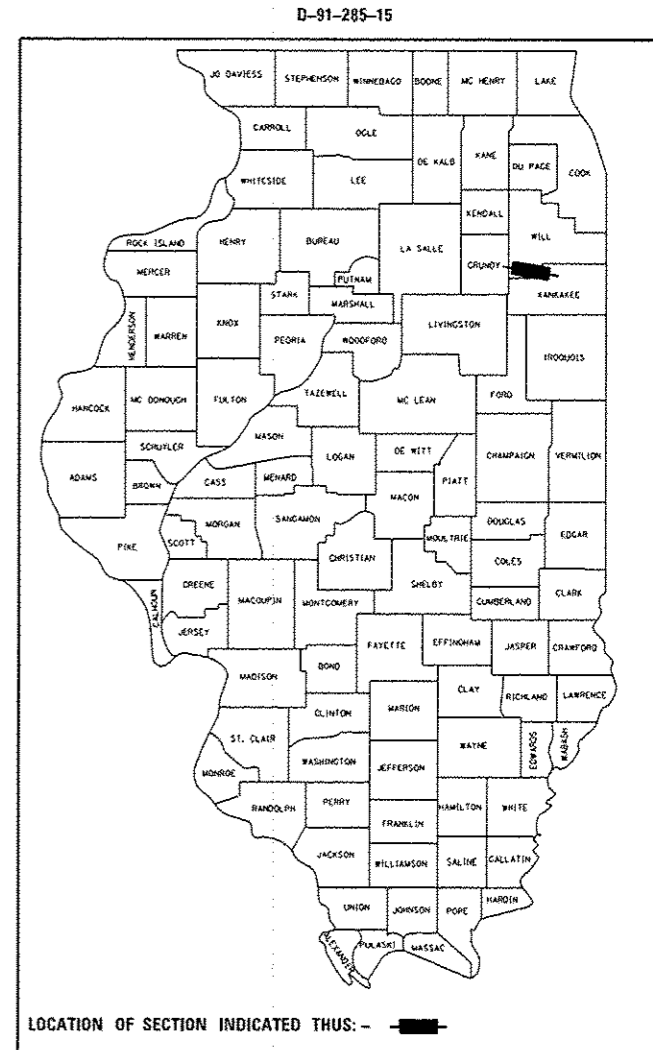 D-91-285-15
JO DAVIESS
STEPHENSON
WINNEBAGO
BOONE
MC HENRY
LAKE
CARROLL
OGLE
DE KALB
KANE
DU PAGE
COOK
WHITESIDE
LEE
KENDALL
WILL
ROCK ISLAND
HENRY
BUREAU
LA SALLE
GRUNDY
MERCER
PUTNAM
KANKAKEE
STARK
MARSHALL
HENDERSON
WARREN
KNOX
PEORIA
WOODFORD
LIVINGSTON
IROQUOIS
HANCOCK
MC DONOUGH
FULTON
TAZEWELL
MC LEAN
FORD
SCHUYLER
MASON
LOGAN
DE WITT
CHAMPAIGN
VERMILION
ADAMS
BROWN
CASS
MENARD
MACON
PIATT
PIKE
SCOTT
MORGAN
SANGAMON
CHRISTIAN
MOULTRIE
DOUGLAS
EDGAR
COLES
CALHOUN
GREENE
MACOUPIN
MONTGOMERY
SHELBY
CUMBERLAND
CLARK
JERSEY
FAYETTE
EFFINGHAM
JASPER
CRAWFORD
MADISON
BOND
CLAY
RICHLAND
LAWRENCE
CLINTON
MARION
ST. CLAIR
WAYNE
EDWARDS
WABASH
MONROE
WASHINGTON
JEFFERSON
RANDOLPH
PERRY
HAMILTON
WHITE
FRANKLIN
JACKSON
WILLIAMSON
SALINE
GALLATIN
UNION
JOHNSON
POPE
HARDIN
ALEXANDER
PULASKI
MASSAC
LOCATION OF SECTION INDICATED THUS: -